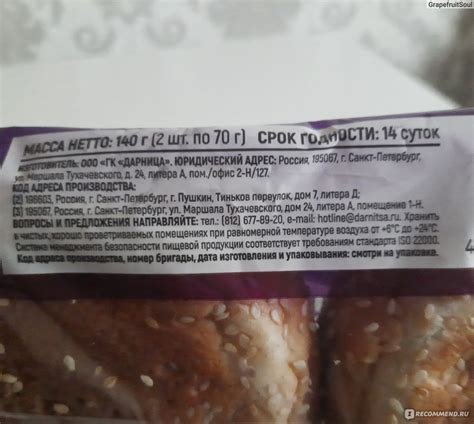 GrapefruitSoul
МАССА НЕТТО: 140 г (2 шт. по 70 г) СРОК ГОДНОСТИ: 14 суток
ИЗГОТОВИТЕЛЬ: ООО «ГК «ДАРНИЦА». ЮРИДИЧЕСКИЙ АДРЕС: Россия, 195067, г. Санкт-Петербург,
ул. Маршала Тухачевского, д. 24, литера А, пом./офис 2-Н/127.
КОД АДРЕСА ПРОИЗВОДСТВА:
(2) 196603, Россия, г. Санкт-Петербург, г. Пушкин, Тиньков переулок, дом 7, литера Д;
(3) 195067, Россия, г. Санкт-Петербург, ул. Маршала Тухачевского, дом 24, литера А, помещение 1-Н.
ВОПРОСЫ И ПРЕДЛОЖЕНИЯ НАПРАВЛЯЙТЕ: тел.: (812) 677-89-20, e-mail: hotline@darnitsa.ru. Хранить
в чистых, хорошо проветриваемых помещениях при равномерной температуре воздуха от +6°С до +24°С.
Система менеджмента безопасности пищевой продукции соответствует требованиям стандарта ISO 22000.
Код адреса производства, номер бригады, дата изготовления и упаковывания: смотри на упаковке.
4
RECOMMEND.RU